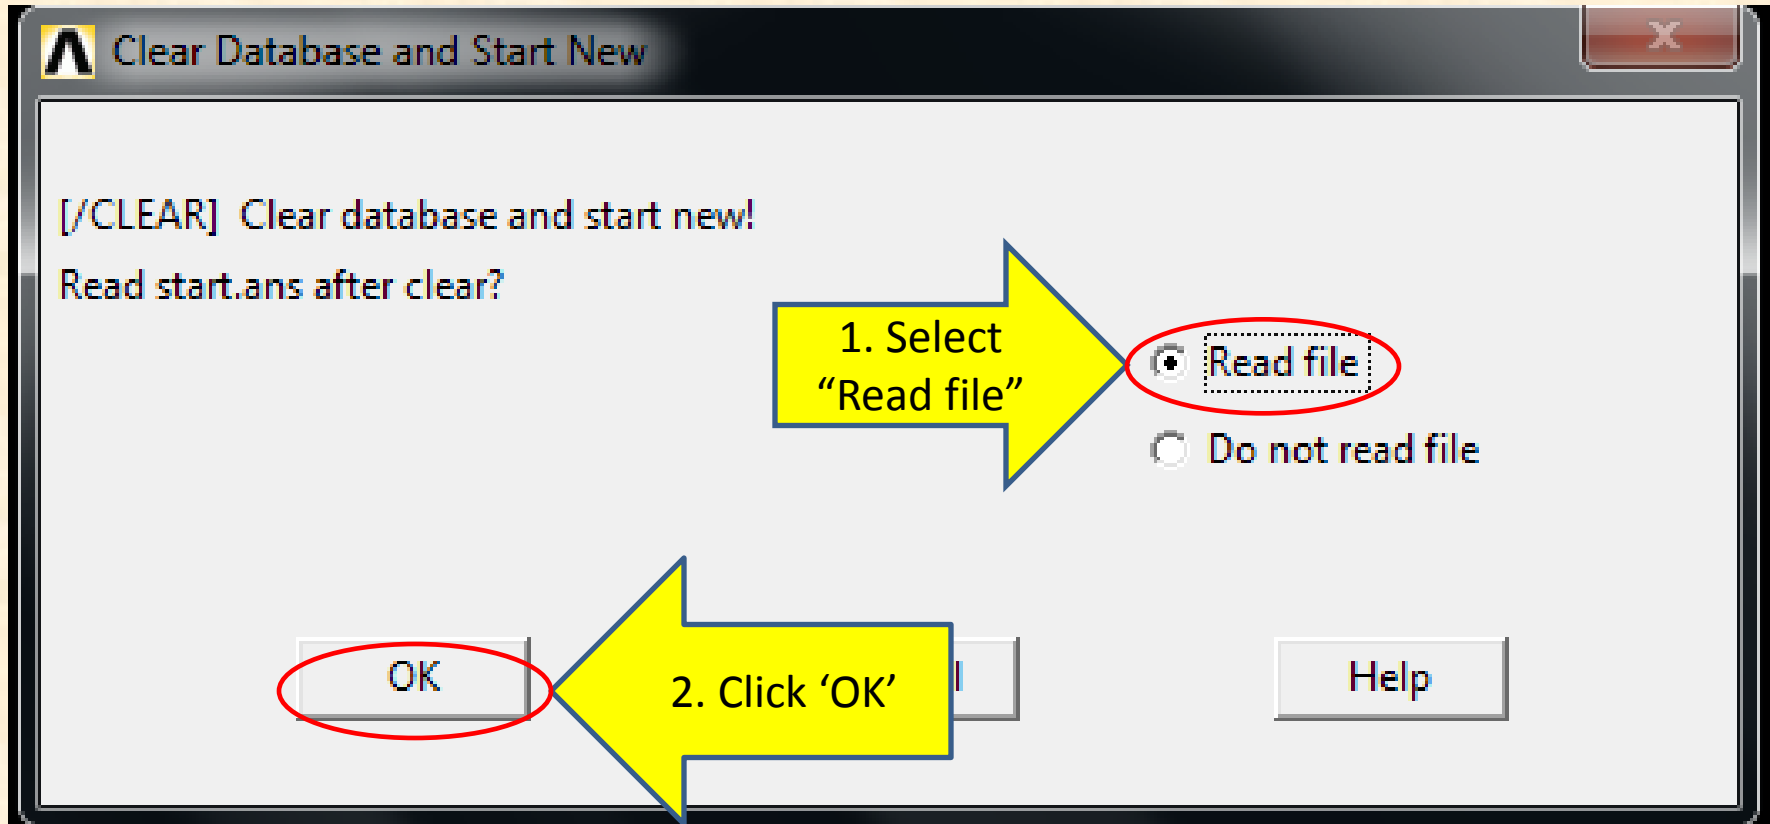 Clear Database and Start New
[/CLEAR] Clear database and start new!
Read start.ans after clear?
1. Select
“Read file”
Read file
Do not read file
OK
2. Click ‘OK’
l
Help